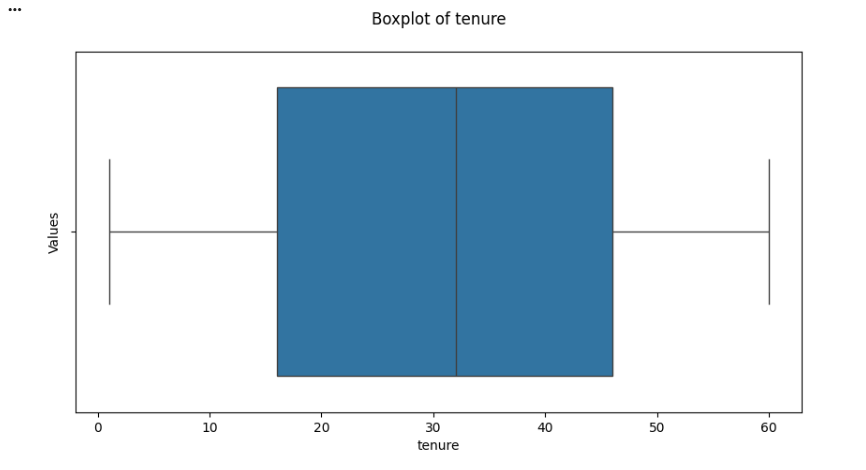 ...
Boxplot of tenure
Values
0 10 20 30 40 50 60
tenure